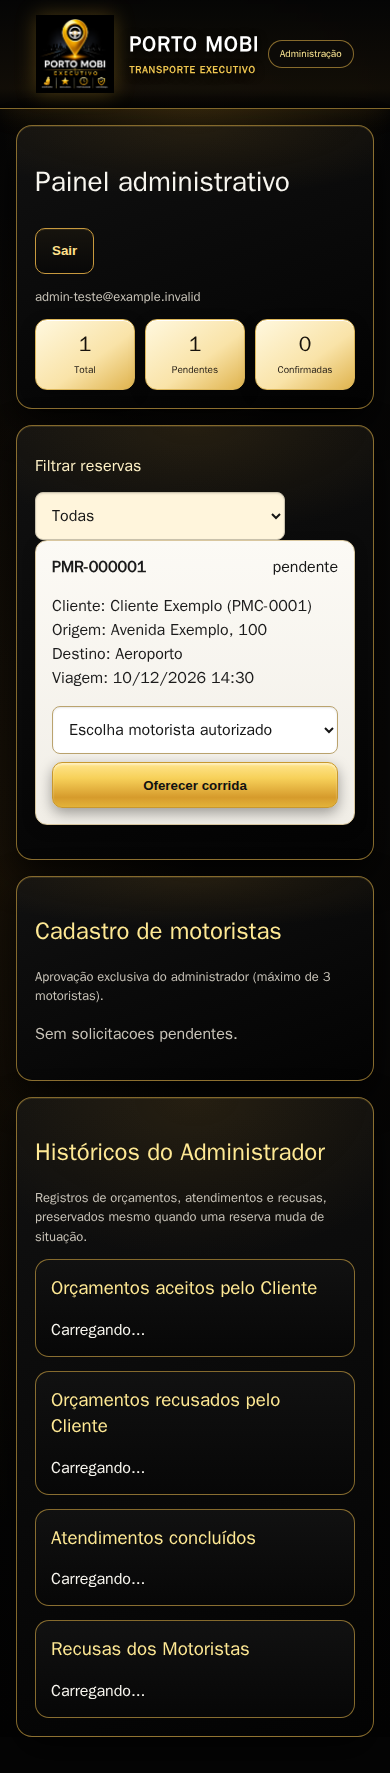 PORTO MOBI
EXECUTIVO
PORTO MOBI
TRANSPORTE EXECUTIVO
Administração
Painel administrativo
Sair
admin-teste@example.invalid
1
Total
1
Pendentes
0
Confirmadas
Filtrar reservas
Todas
PMR-000001 pendente
Cliente: Cliente Exemplo (PMC-0001)
Origem: Avenida Exemplo, 100
Destino: Aeroporto
Viagem: 10/12/2026 14:30
Escolha motorista autorizado
Oferecer corrida
Cadastro de motoristas
Aprovação exclusiva do administrador (máximo de 3
motoristas).
Sem solicitacoes pendentes.
Históricos do Administrador
Registros de orçamentos, atendimentos e recusas,
preservados mesmo quando uma reserva muda de
situação.
Orçamentos aceitos pelo Cliente
Carregando...
Orçamentos recusados pelo
Cliente
Carregando...
Atendimentos concluídos
Carregando...
Recusas dos Motoristas
Carregando...